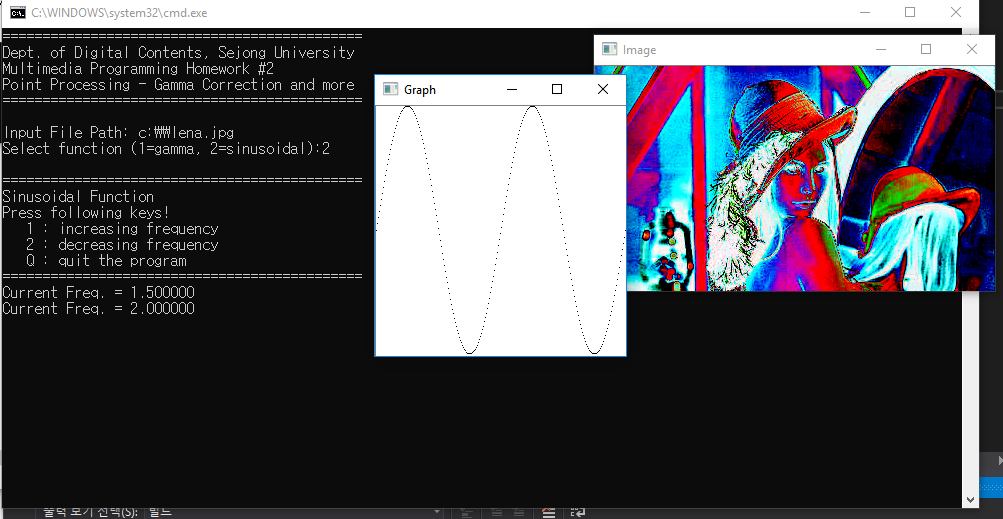 C:\WINDOWS\system32\cmd.exe
=============================================
Dept. of Digital Contents, Sejong University
Multimedia Programming Homework #2
Point Processing - Gamma Correction and more
=============================================
Input File Path: c:₩₩lena.jpg
Select function (1=gamma, 2=sinusoidal):2
=============================================
Sinusoidal Function
Press following keys!
1 : increasing frequency
2 : decreasing frequency
Q : quit the program
=============================================
Current Freq. = 1.500000
Current Freq. = 2.000000
Graph
Image
출력 보기 선택(S): 빌드